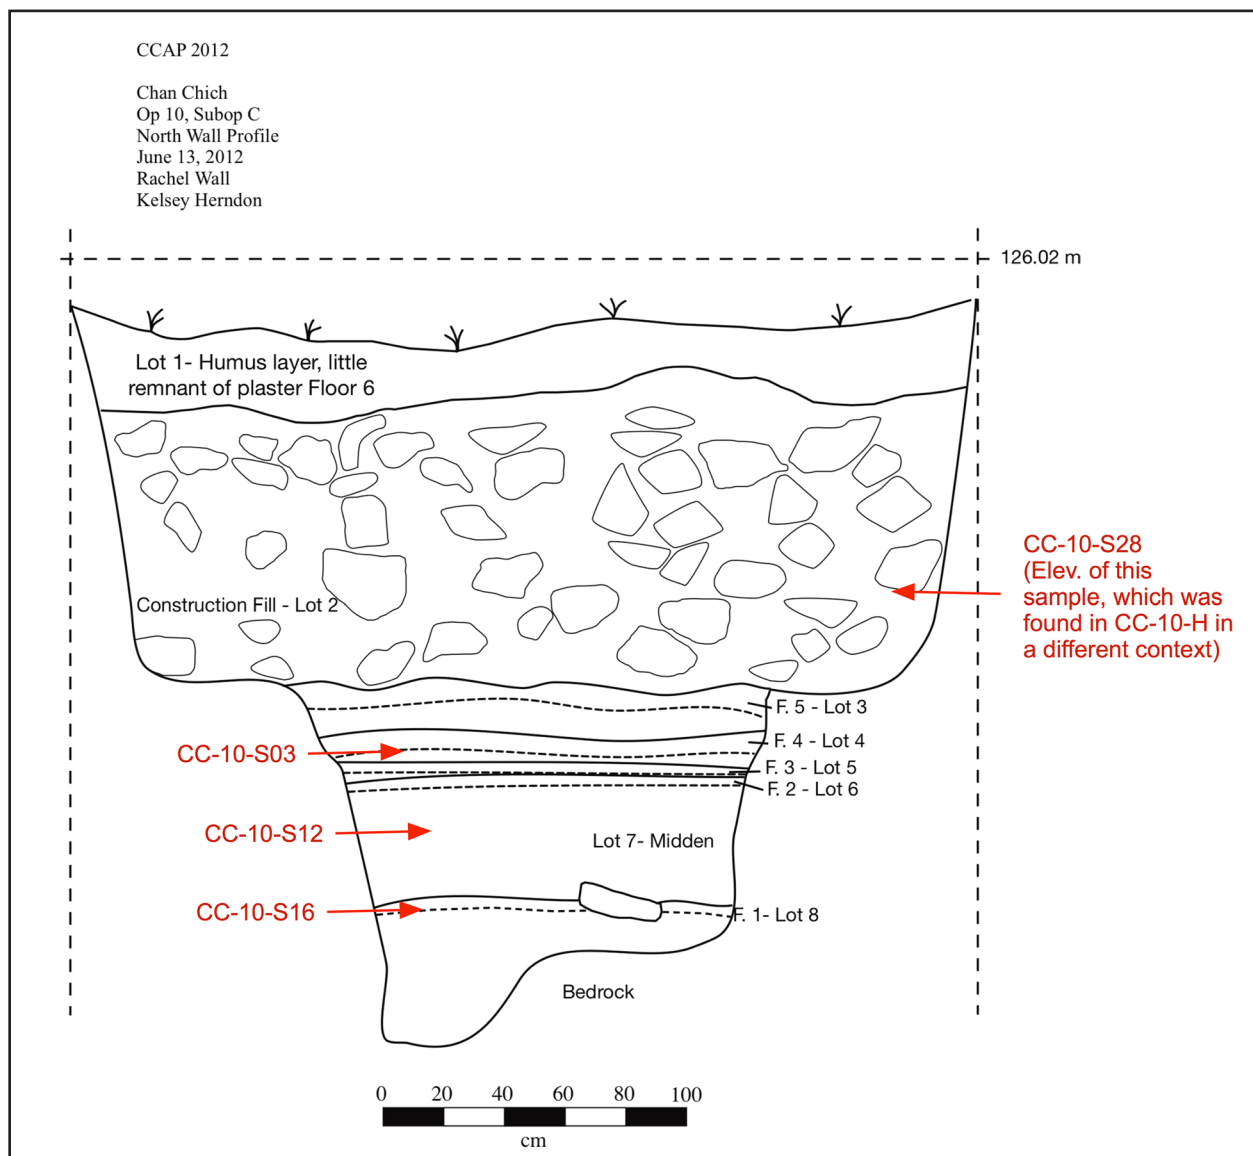 CCAP 2012
Chan Chich
Op 10, Subop C
North Wall Profile
June 13, 2012
Rachel Wall
Kelsey Herndon
126.02 m
Lot 1- Humus layer, little
remnant of plaster Floor 6
CC-10-S28
(Elev. of this
sample, which was
found in CC-10-H in
a different context)
Construction Fill - Lot 2
F. 5 - Lot 3
F. 4 - Lot 4
CC-10-S03
F. 3 - Lot 5
F. 2 - Lot 6
CC-10-S12
Lot 7- Midden
CC-10-S16
F. 1- Lot 8
Bedrock
0 20 40 60 80 100
cm